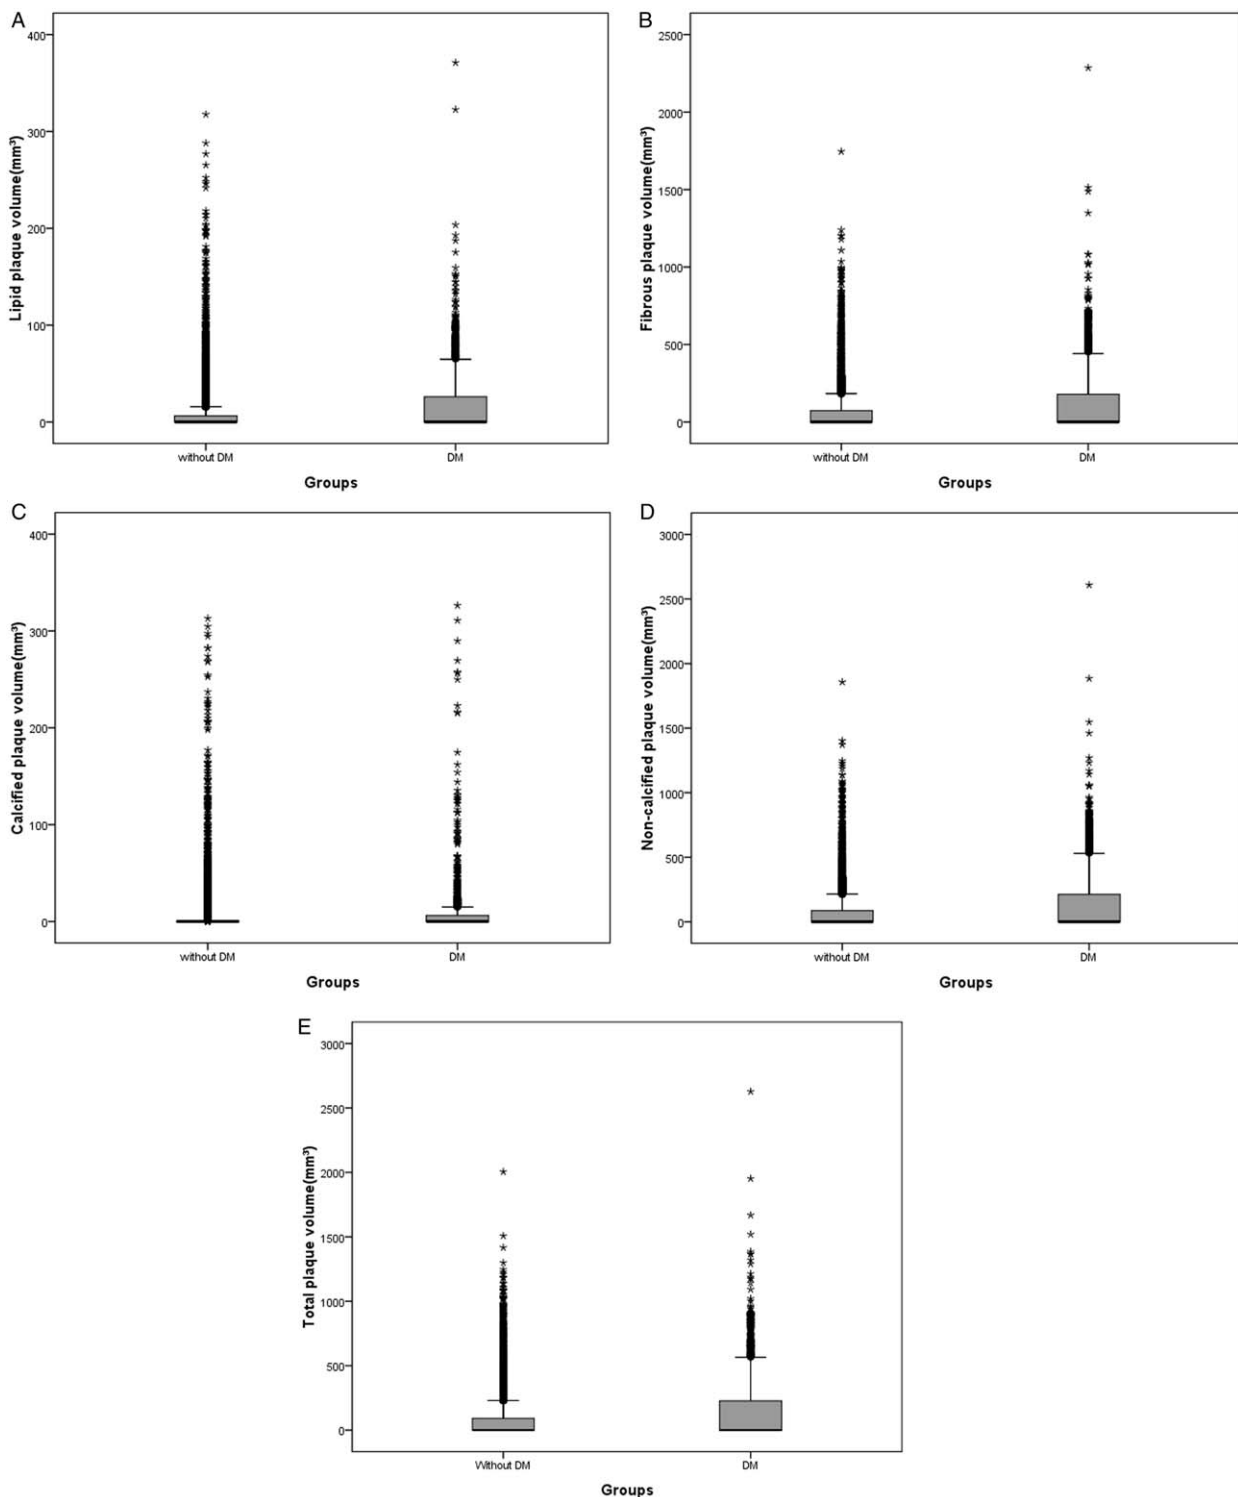 A
Lipid plaque volume(mm³)
400
300
200
100
0
without DM
DM
Groups
B
Fibrous plaque volume(mm³)
2500
2000
1500
1000
500
0
without DM
DM
Groups
C
Calcified plaque volume(mm³)
400
300
200
100
0
without DM
DM
Groups
D
Non-calcified plaque volume(mm³)
3000
2500
2000
1500
1000
500
0
without DM
DM
Groups
E
Total plaque volume(mm³)
3000
2500
2000
1500
1000
500
0
Without DM
DM
Groups